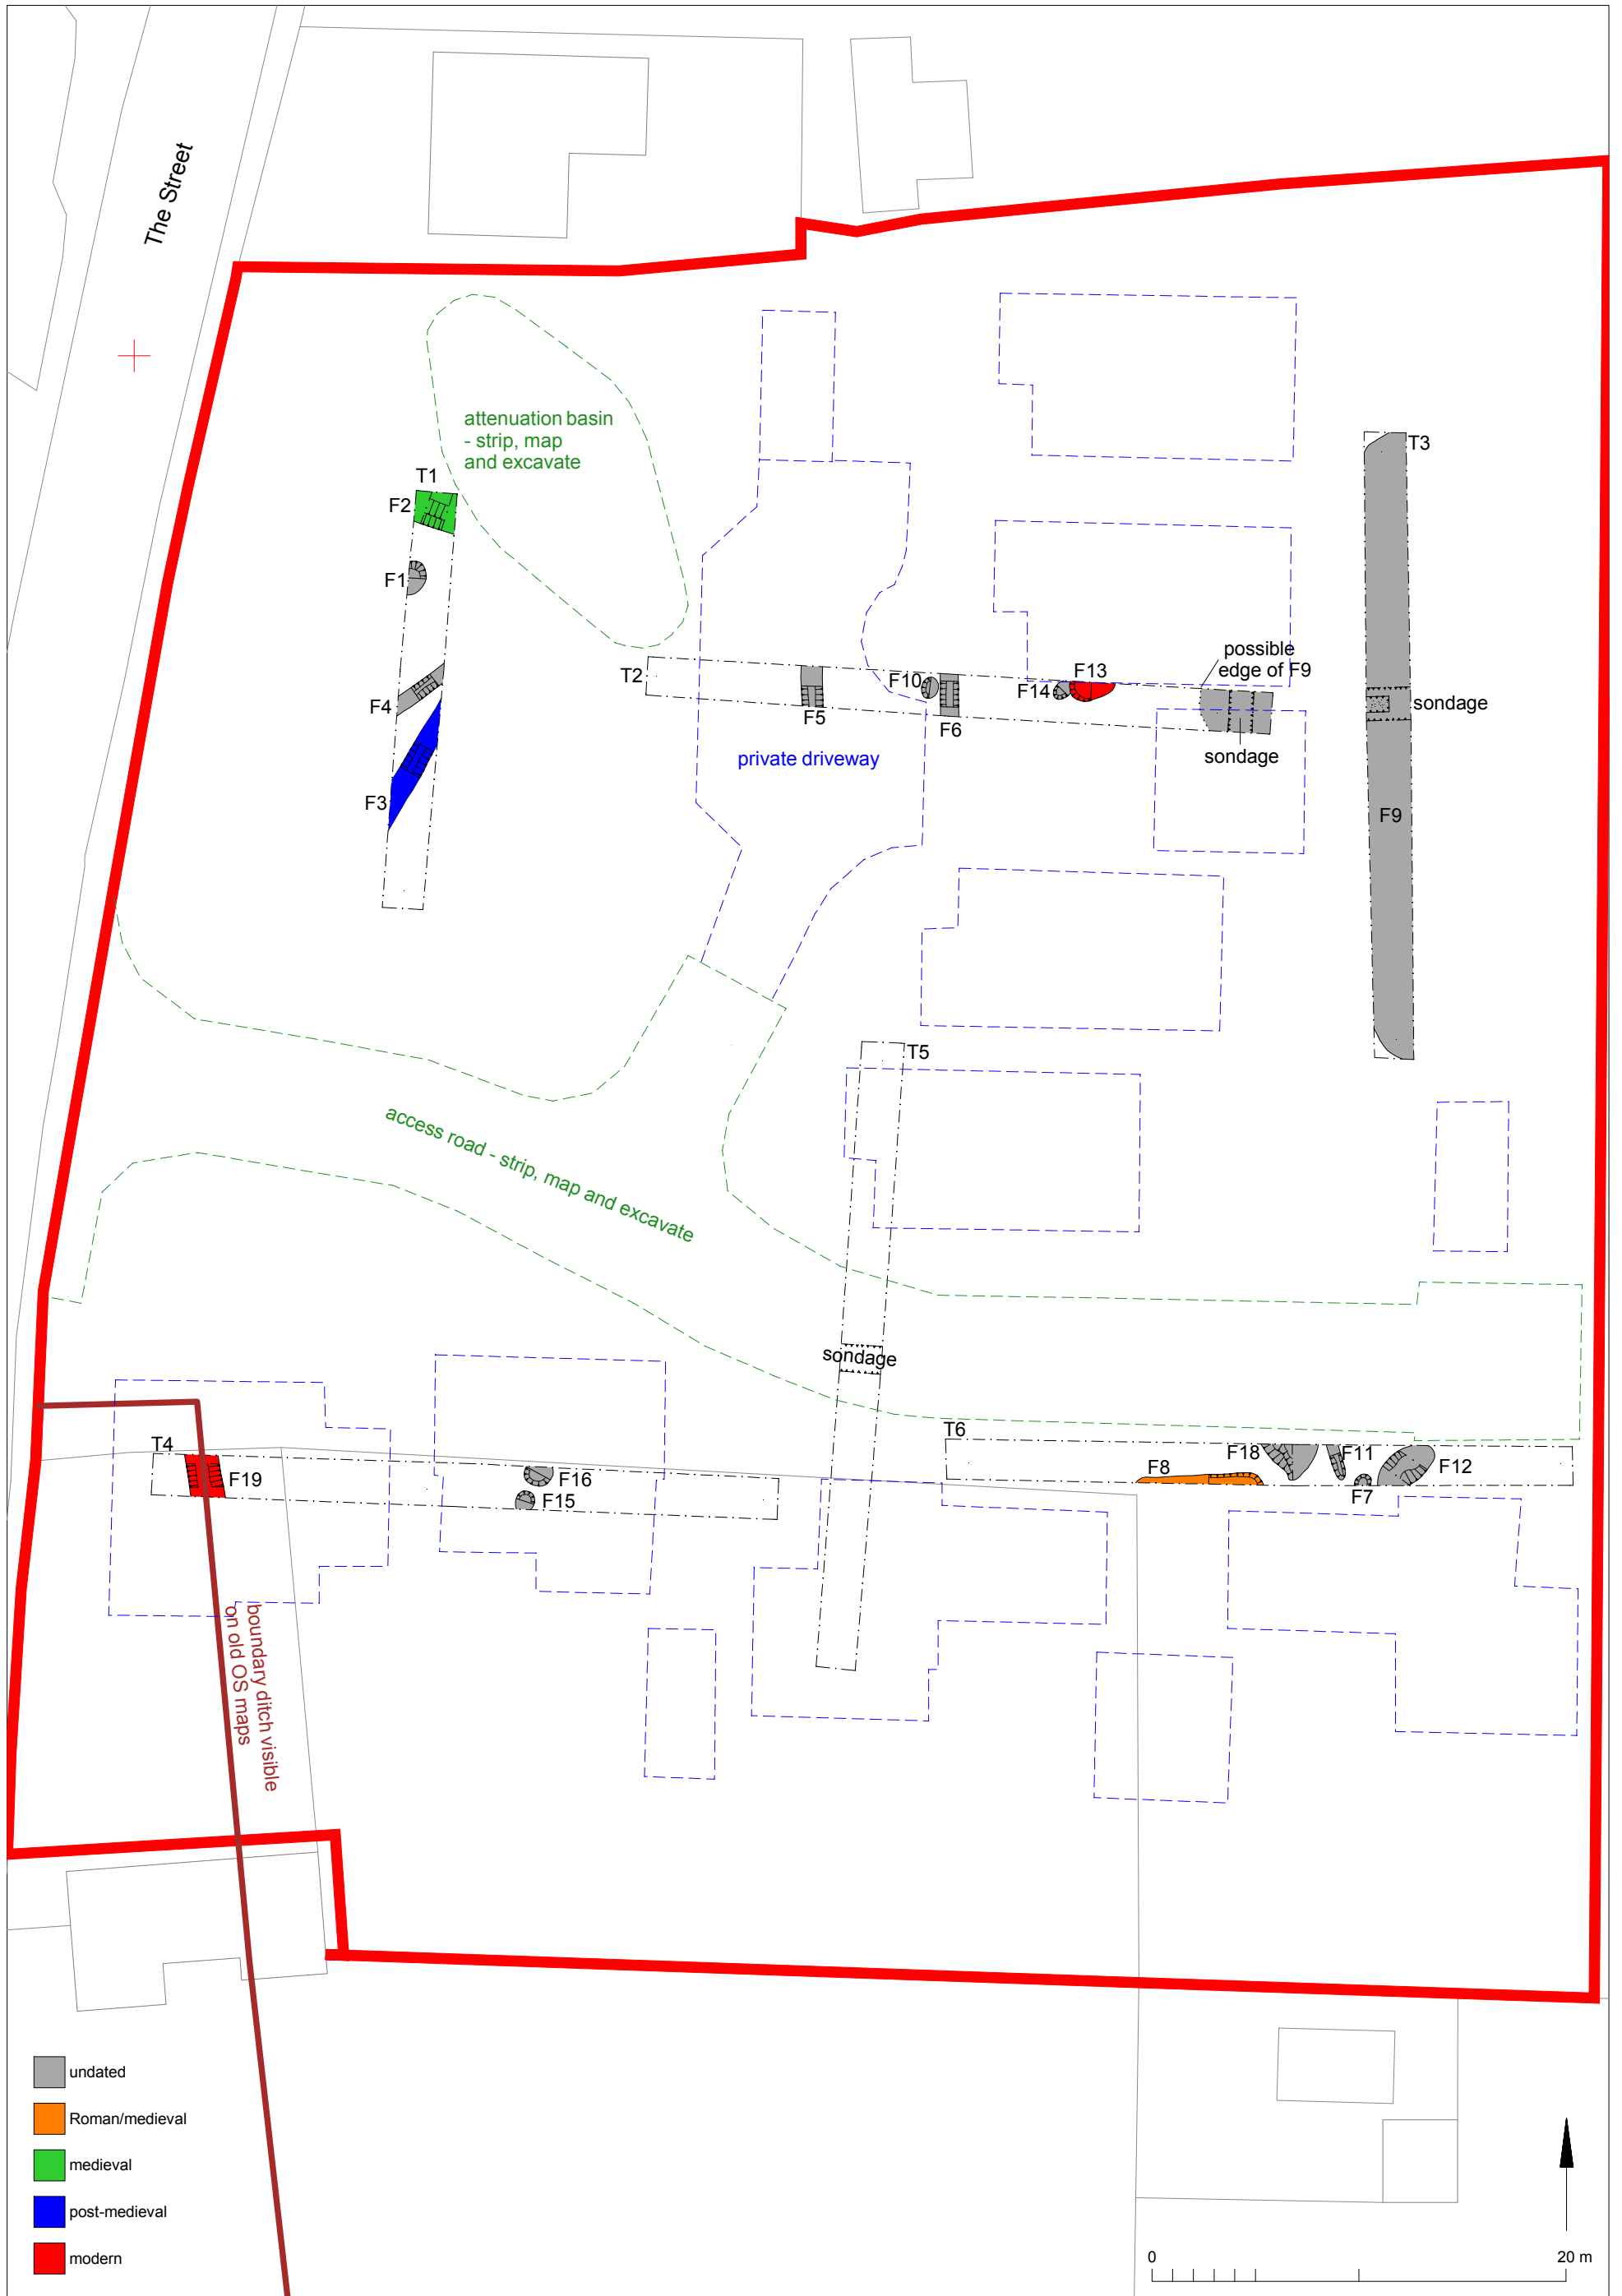 The Street
attenuation basin
- strip, map
and excavate
T1
F2
F1
F4
F3
T2
F5
F10
F6
F14
F13
possible
edge of F9
sondage
T3
sondage
F9
private driveway
T5
access road - strip, map and excavate
sondage
T4
F19
F16
F15
T6
F8
F18
F11
F7
F12
boundary ditch visible
on old OS maps
undated
Roman/medieval
medieval
post-medieval
modern
0
20 m